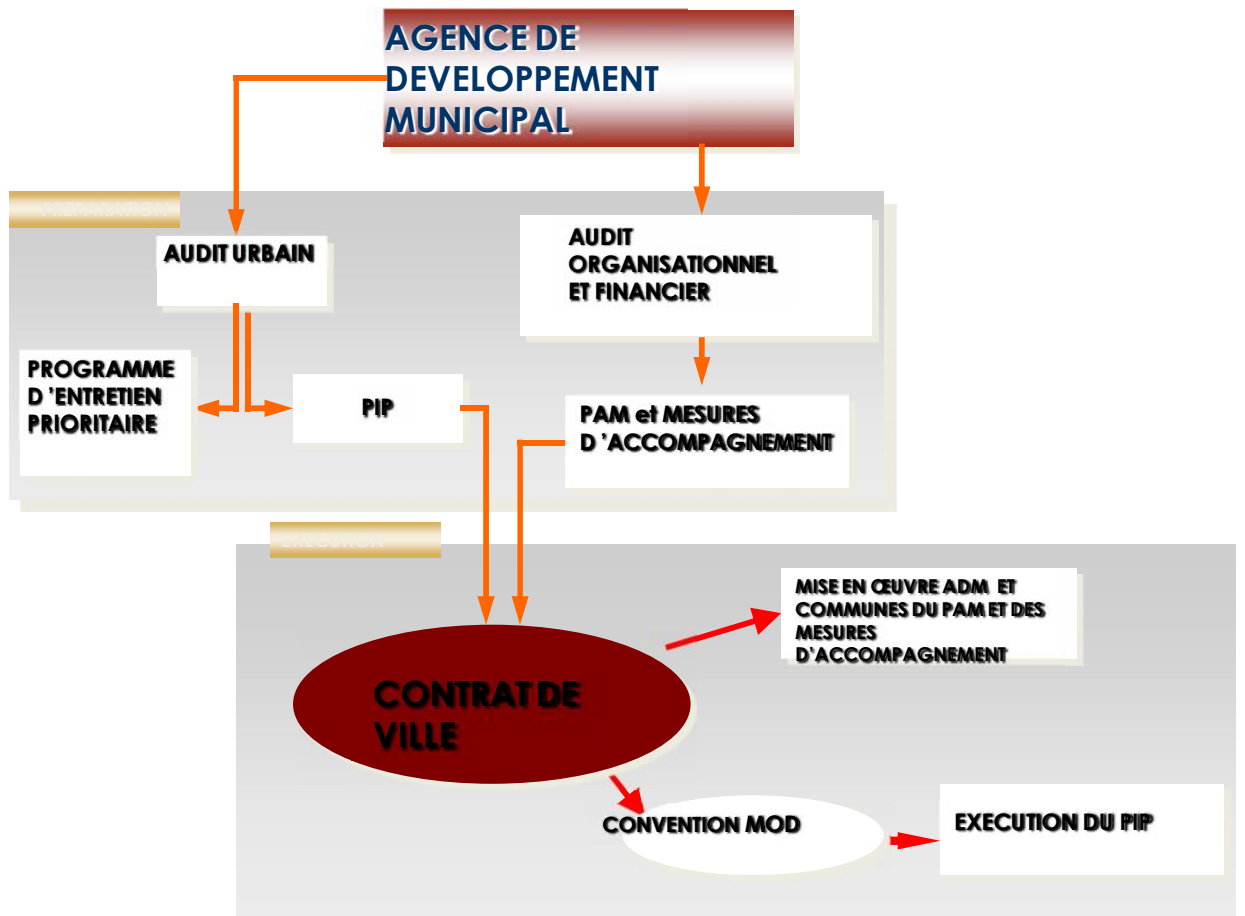 AGENCE DE
DEVELOPPEMENT
MUNICIPAL
PREPARATION
AUDIT URBAIN
AUDIT
ORGANISATIONNEL
ET FINANCIER
PROGRAMME
D ’ENTRETIEN
PRIORITAIRE
PIP
PAM et MESURES
D ’ACCOMPAGNEMENT
EXECUTION
MISE EN ŒUVRE ADM ET
COMMUNES DU PAM ET DES
MESURES
D’ACCOMPAGNEMENT
CONTRAT DE
VILLE
CONVENTION MOD
EXECUTION DU PIP